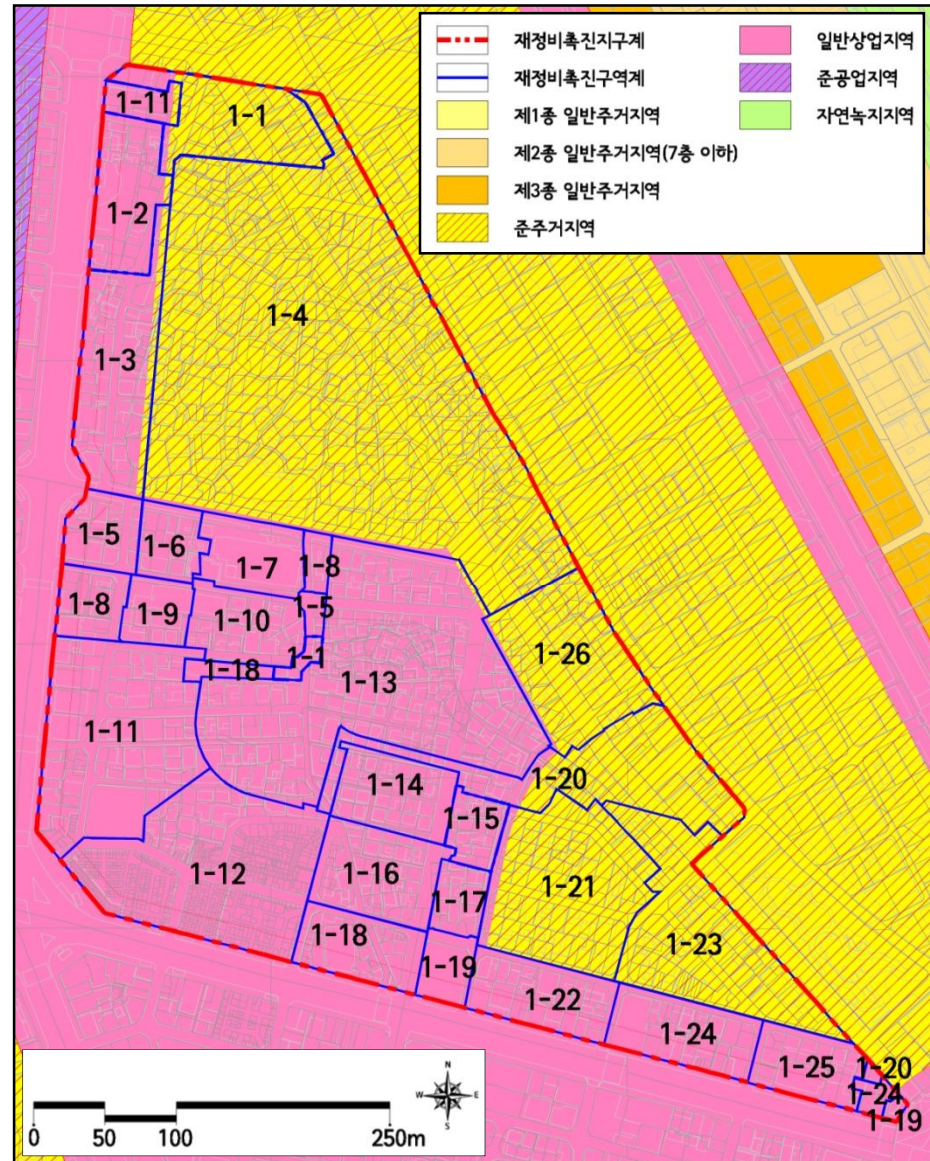 재정비촉진지구계
재정비촉진구역계
제1종 일반주거지역
제2종 일반주거지역(7층 이하)
제3종 일반주거지역
준주거지역
일반상업지역
준공업지역
자연녹지지역
1-11
1-1
1-2
1-4
1-3
1-5
1-6
1-7
1-8
1-8
1-9
1-10
1-5
1-1
1-18
1-13
1-26
1-11
1-14
1-20
1-15
1-12
1-16
1-17
1-21
1-18
1-19
1-23
1-22
1-24
1-25
1-20
1-24
1-19
N
W
E
S
0 50 100 250m